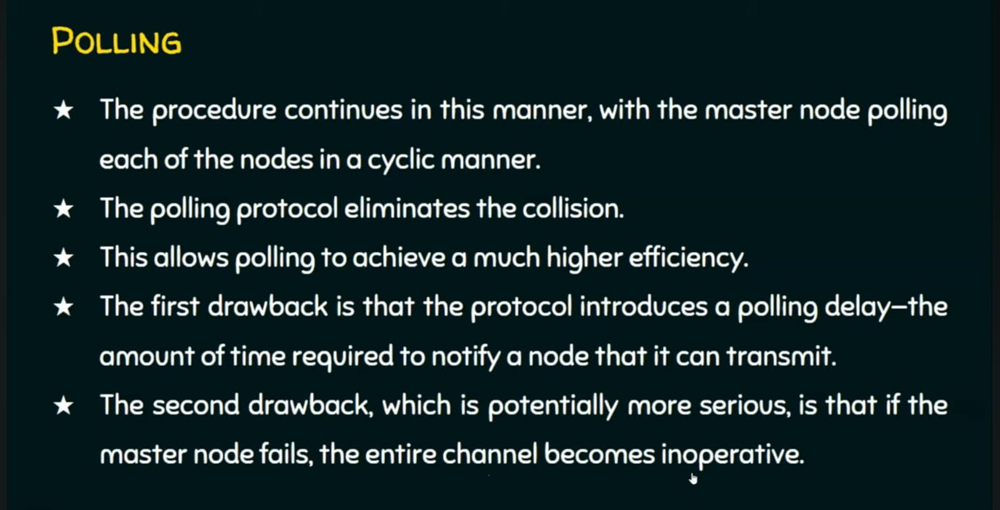 POLLING
★ The procedure continues in this manner, with the master node polling
each of the nodes in a cyclic manner.
★ The polling protocol eliminates the collision.
★ This allows polling to achieve a much higher efficiency.
★ The first drawback is that the protocol introduces a polling delay—the
amount of time required to notify a node that it can transmit.
★ The second drawback, which is potentially more serious, is that if the
master node fails, the entire channel becomes inoperative.